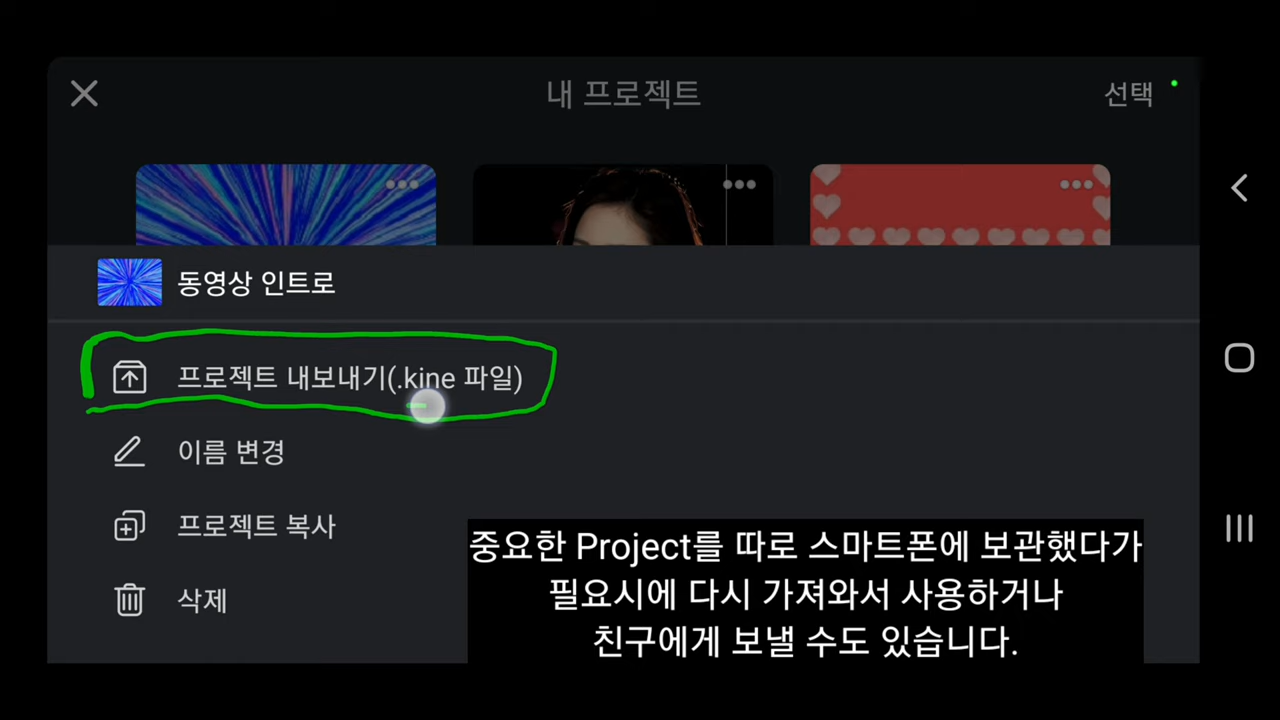 내 프로젝트
선택
동영상 인트로
프로젝트 내보내기(.kine 파일)
이름 변경
프로젝트 복사
삭제
중요한 Project를 따로 스마트폰에 보관했다가
필요시에 다시 가져와서 사용하거나
친구에게 보낼 수도 있습니다.